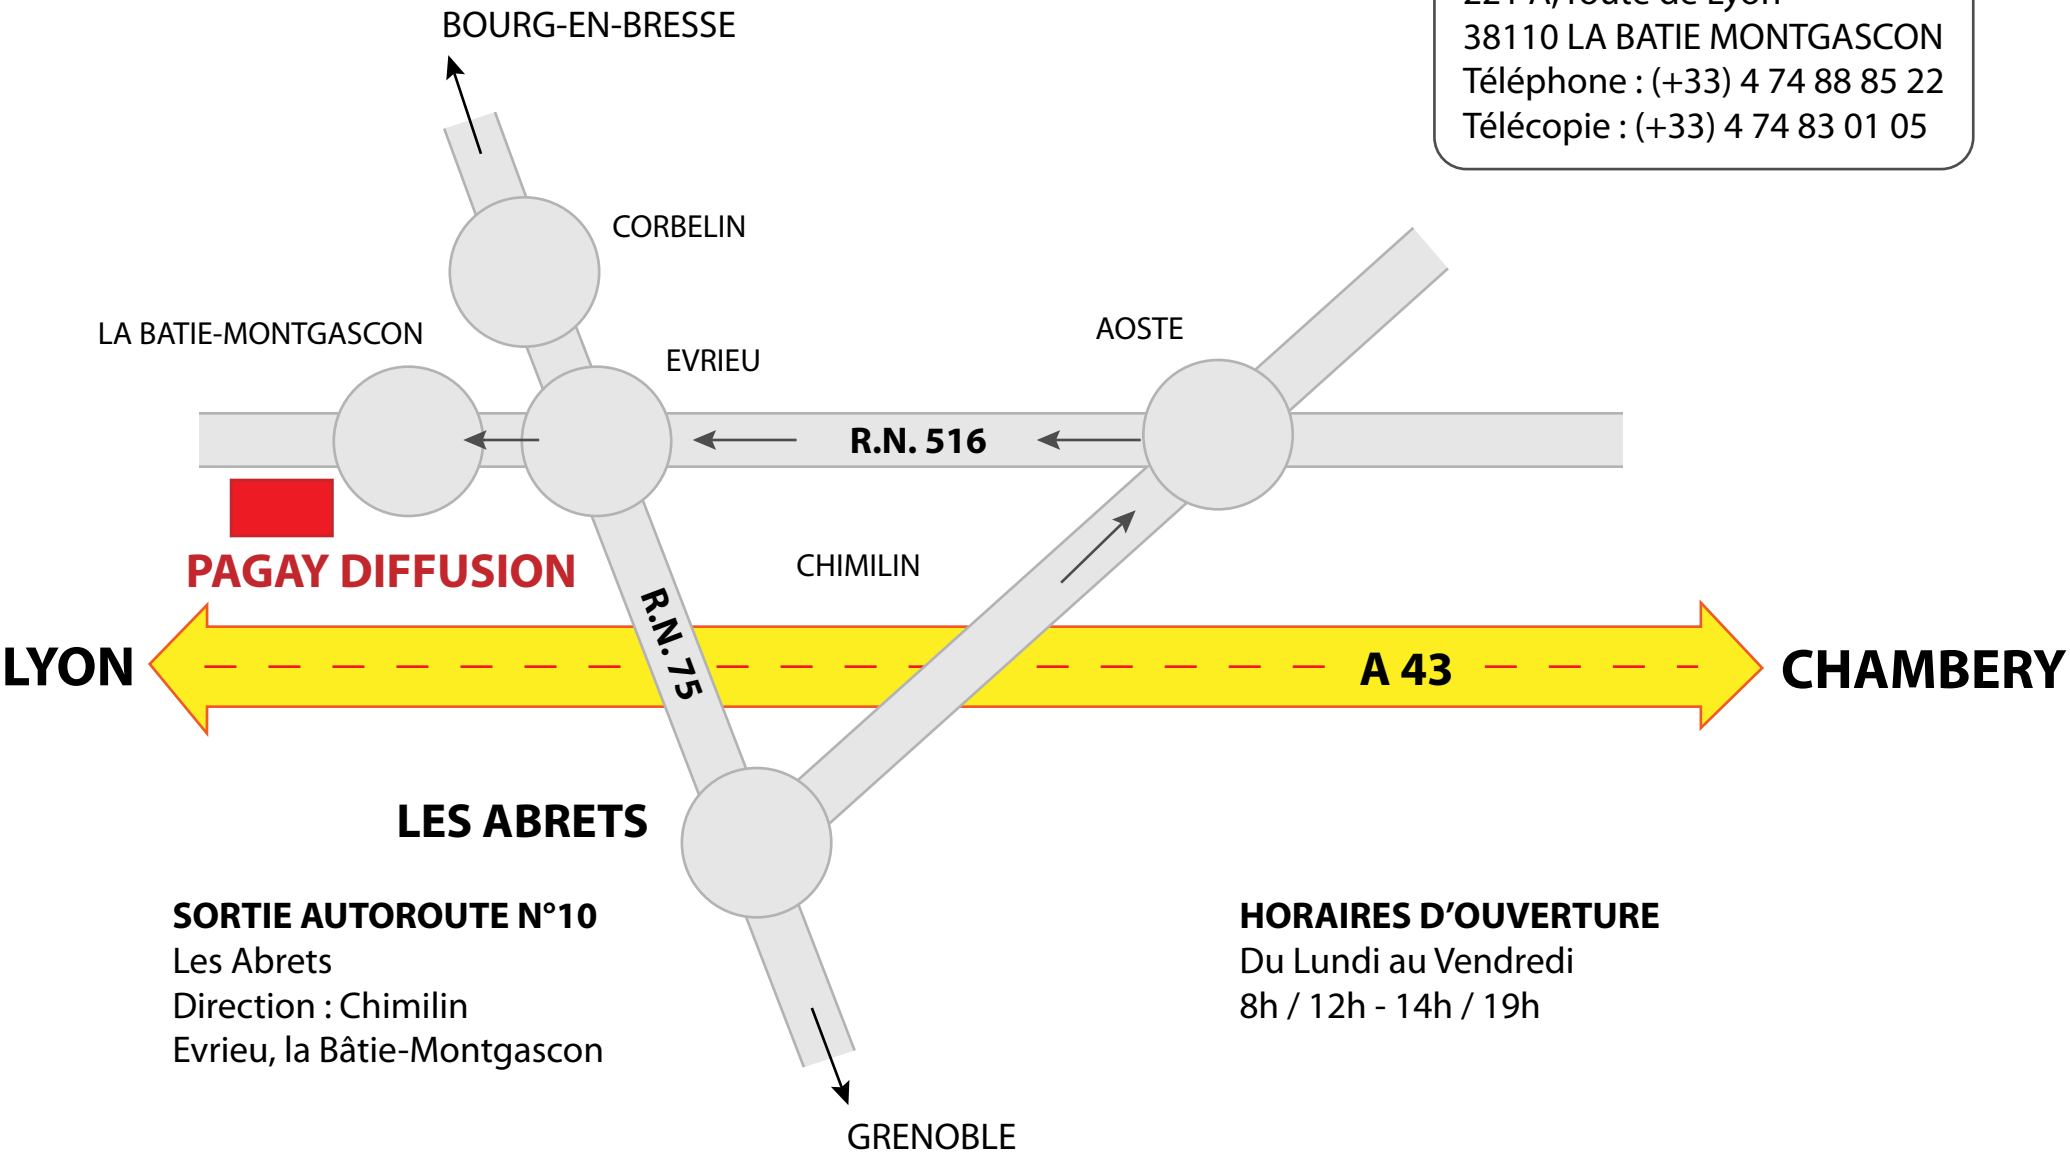 BOURG-EN-BRESSE
38110 LA BATIE MONTGASCON
Téléphone : (+33) 4 74 88 85 22
Télécopie : (+33) 4 74 83 01 05
CORBELIN
LA BATIE-MONTGASCON
EVRIEU
AOSTE
R.N. 516
PAGAY DIFFUSION
CHIMILIN
R.N. 75
LYON
A 43
CHAMBERY
LES ABRETS
SORTIE AUTOROUTE N°10
Les Abrets
Direction : Chimilin
Evrieu, la Bâtie-Montgascon
HORAIRES D’OUVERTURE
Du Lundi au Vendredi
8h / 12h - 14h / 19h
GRENOBLE